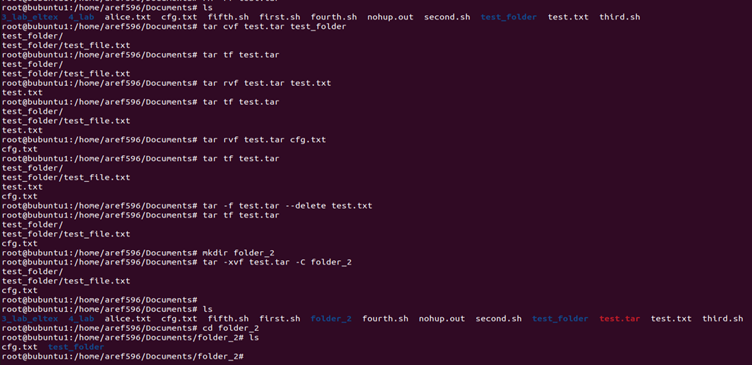 root@bubuntu1:/home/aref596/Documents# ls
3_lab_eltex 4_lab alice.txt cfg.txt fifth.sh first.sh fourth.sh nohup.out second.sh test_folder test.txt third.sh
root@bubuntu1:/home/aref596/Documents# tar cvf test.tar test_folder
test_folder/
test_folder/test_file.txt
root@bubuntu1:/home/aref596/Documents# tar tf test.tar
test_folder/
test_folder/test_file.txt
root@bubuntu1:/home/aref596/Documents# tar rvf test.tar test.txt
test.txt
root@bubuntu1:/home/aref596/Documents# tar tf test.tar
test_folder/
test_folder/test_file.txt
test.txt
root@bubuntu1:/home/aref596/Documents# tar rvf test.tar cfg.txt
cfg.txt
root@bubuntu1:/home/aref596/Documents# tar tf test.tar
test_folder/
test_folder/test_file.txt
test.txt
cfg.txt
root@bubuntu1:/home/aref596/Documents# tar -f test.tar --delete test.txt
root@bubuntu1:/home/aref596/Documents# tar tf test.tar
test_folder/
test_folder/test_file.txt
cfg.txt
root@bubuntu1:/home/aref596/Documents# mkdir folder_2
root@bubuntu1:/home/aref596/Documents# tar -xvf test.tar -C folder_2
test_folder/
test_folder/test_file.txt
cfg.txt
root@bubuntu1:/home/aref596/Documents#
root@bubuntu1:/home/aref596/Documents# ls
3_lab_eltex 4_lab alice.txt cfg.txt fifth.sh first.sh folder_2 fourth.sh nohup.out second.sh test_folder test.tar test.txt third.sh
root@bubuntu1:/home/aref596/Documents# cd folder_2
root@bubuntu1:/home/aref596/Documents/folder_2# ls
cfg.txt test_folder
root@bubuntu1:/home/aref596/Documents/folder_2#